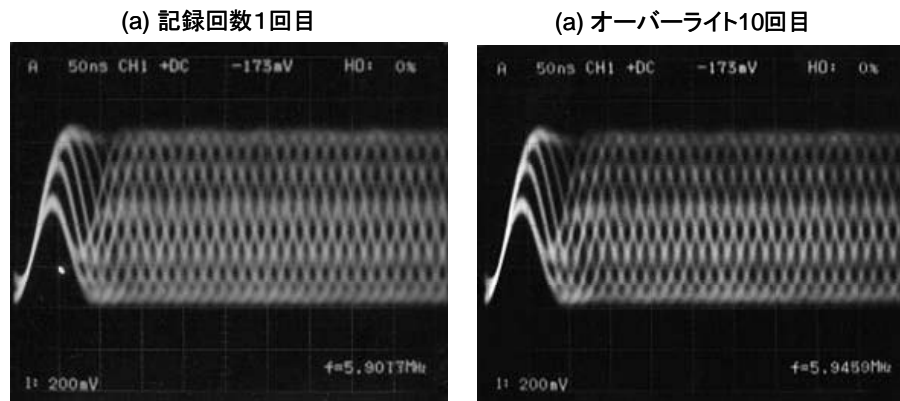 (a) 記録回数1回目
A 50ns CH1 +DC -173mV HO: 0%
f=5.9077MHz
1: 200mV
(a) オーバーライト10回目
A 50ns CH1 +DC -173mV HO: 0%
f=5.9459MHz
1: 200mV